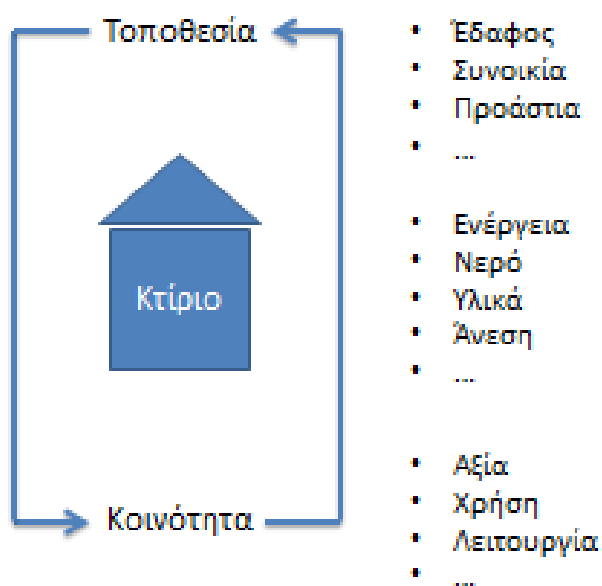 Τοποθεσία
• Έδαφος
• Συνοικία
• Προάστια
• ...
Κτίριο
• Ενέργεια
• Νερό
• Υλικά
• Άνεση
• ...
Κοινότητα
• Αξία
• Χρήση
• Λειτουργία
• ...